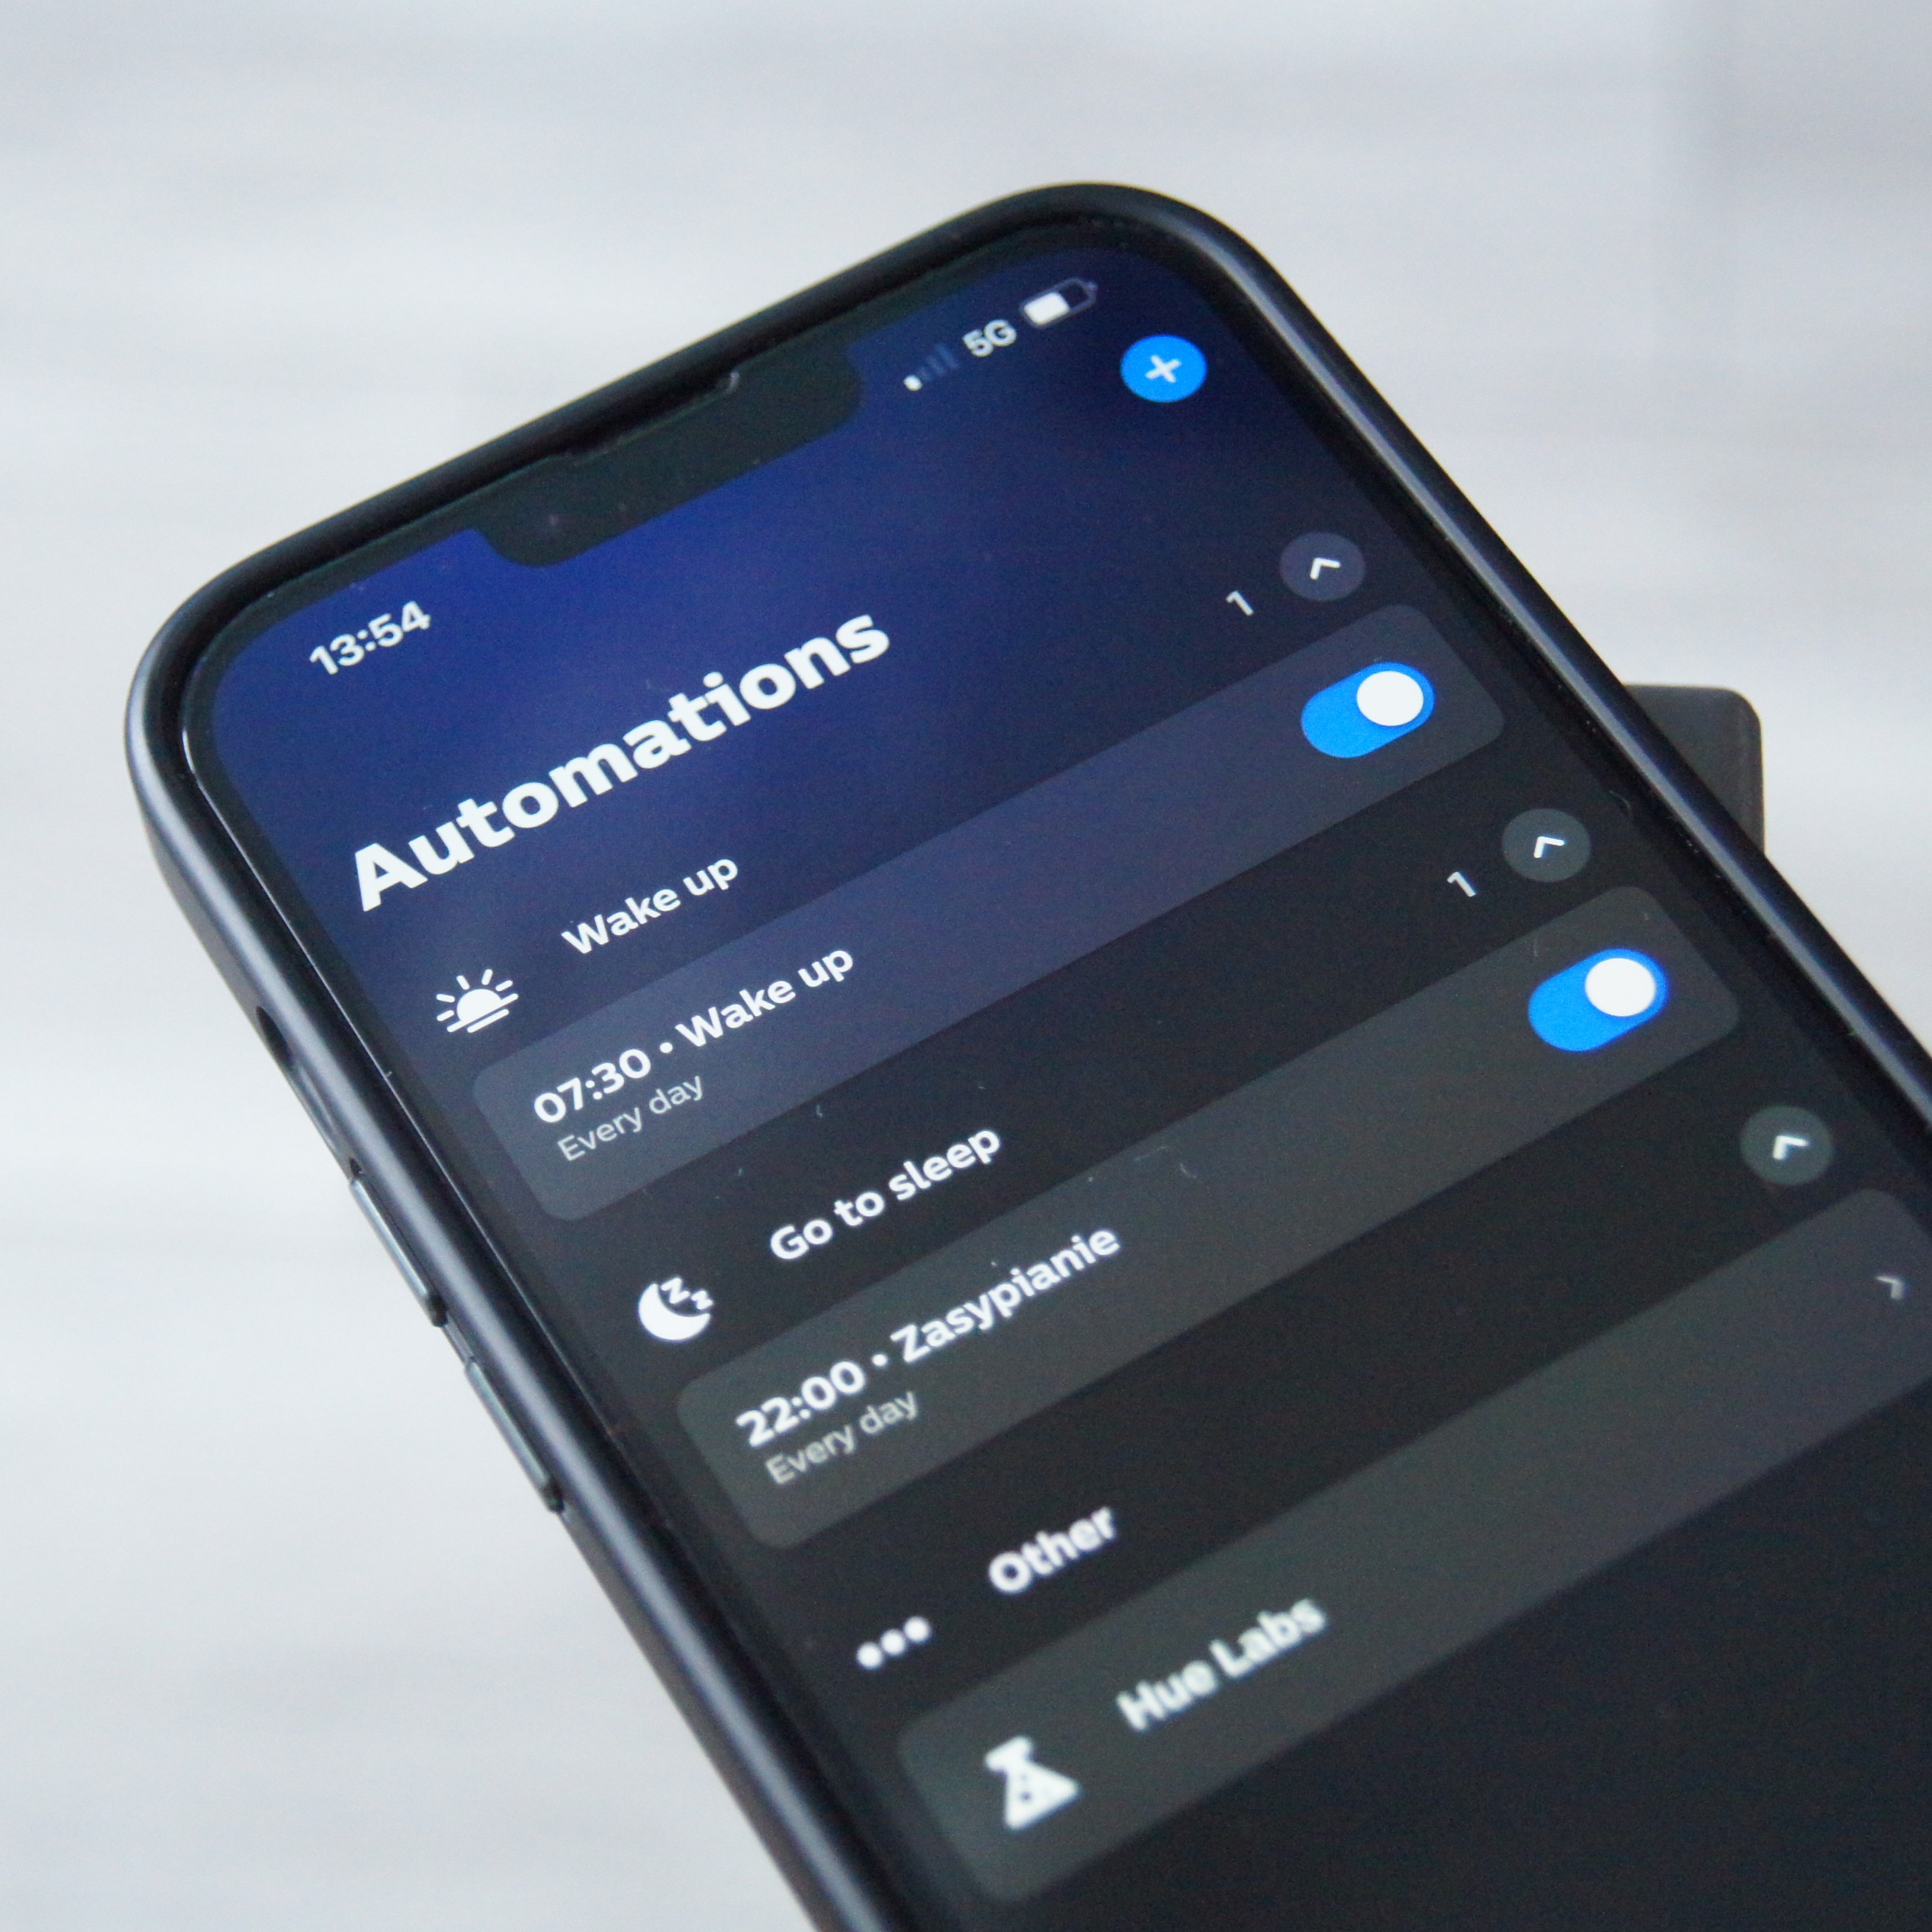 13:54
5G
Automations
Wake up
1
07:30 • Wake up
Every day
Go to sleep
1
22:00 • Zasypianie
Every day
Other
Hue Labs